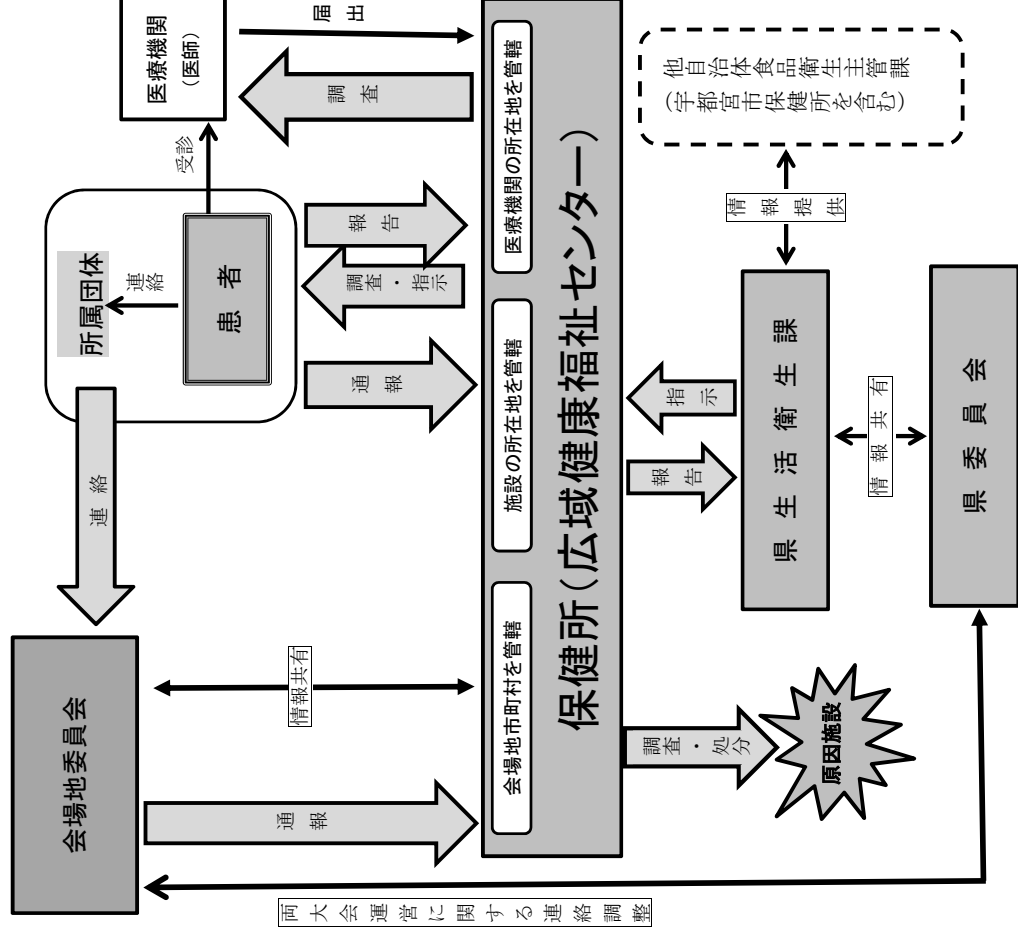 会場地委員会
連絡
所属団体
連絡
患者
受診
医療機関
（医師）
届出
調査
報告
調査・指示
通報
情報共有
通報
会場地市町村を管轄
施設の所在地を管轄
医療機関の所在地を管轄
保健所（広域健康福祉センター）
調査・処分
原因施設
報告
指示
県生活衛生課
情報提供
他自治体食品衛生主管課
（宇都宮市保健所を含む）
情報共有
県委員会
両大会運営に関する連絡調整